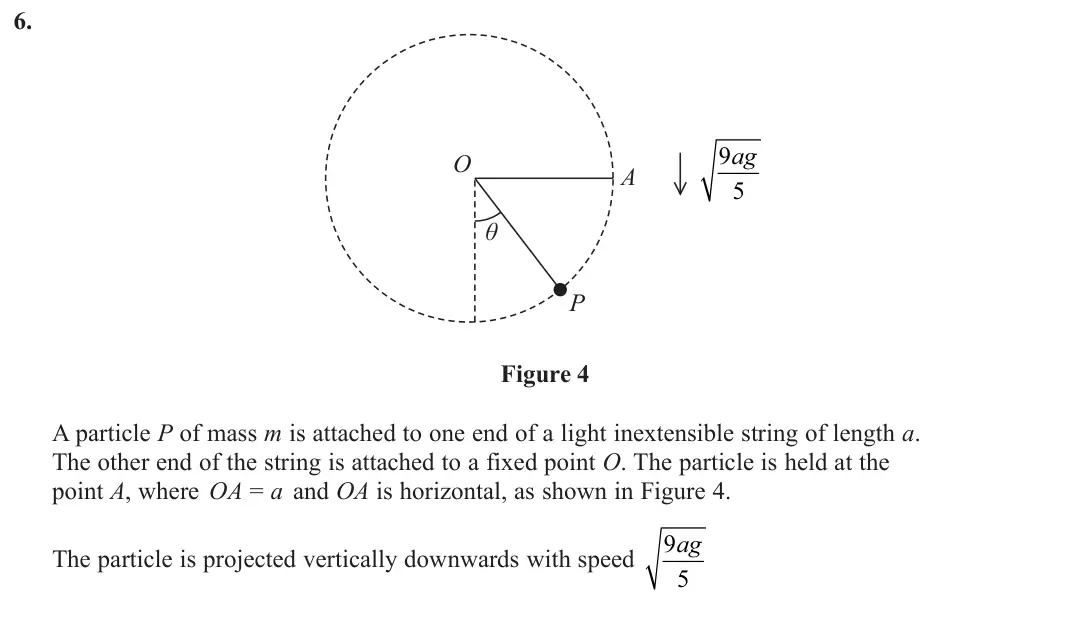 6.
O
A
↓ √(9ag/5)
θ
P
Figure 4
A particle P of mass m is attached to one end of a light inextensible string of length a.
The other end of the string is attached to a fixed point O. The particle is held at the
point A, where OA = a and OA is horizontal, as shown in Figure 4.
The particle is projected vertically downwards with speed √(9ag/5)